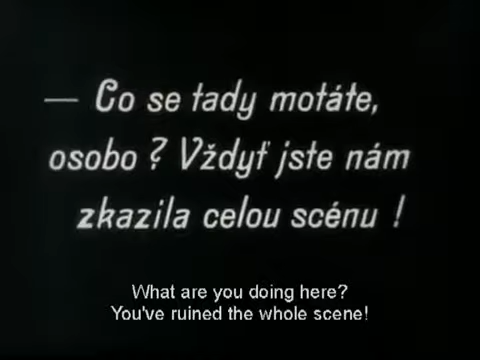 — Co se tady motáte,
osobo? Vždyť jste nám
zkazila celou scénu!
What are you doing here?
You've ruined the whole scene!